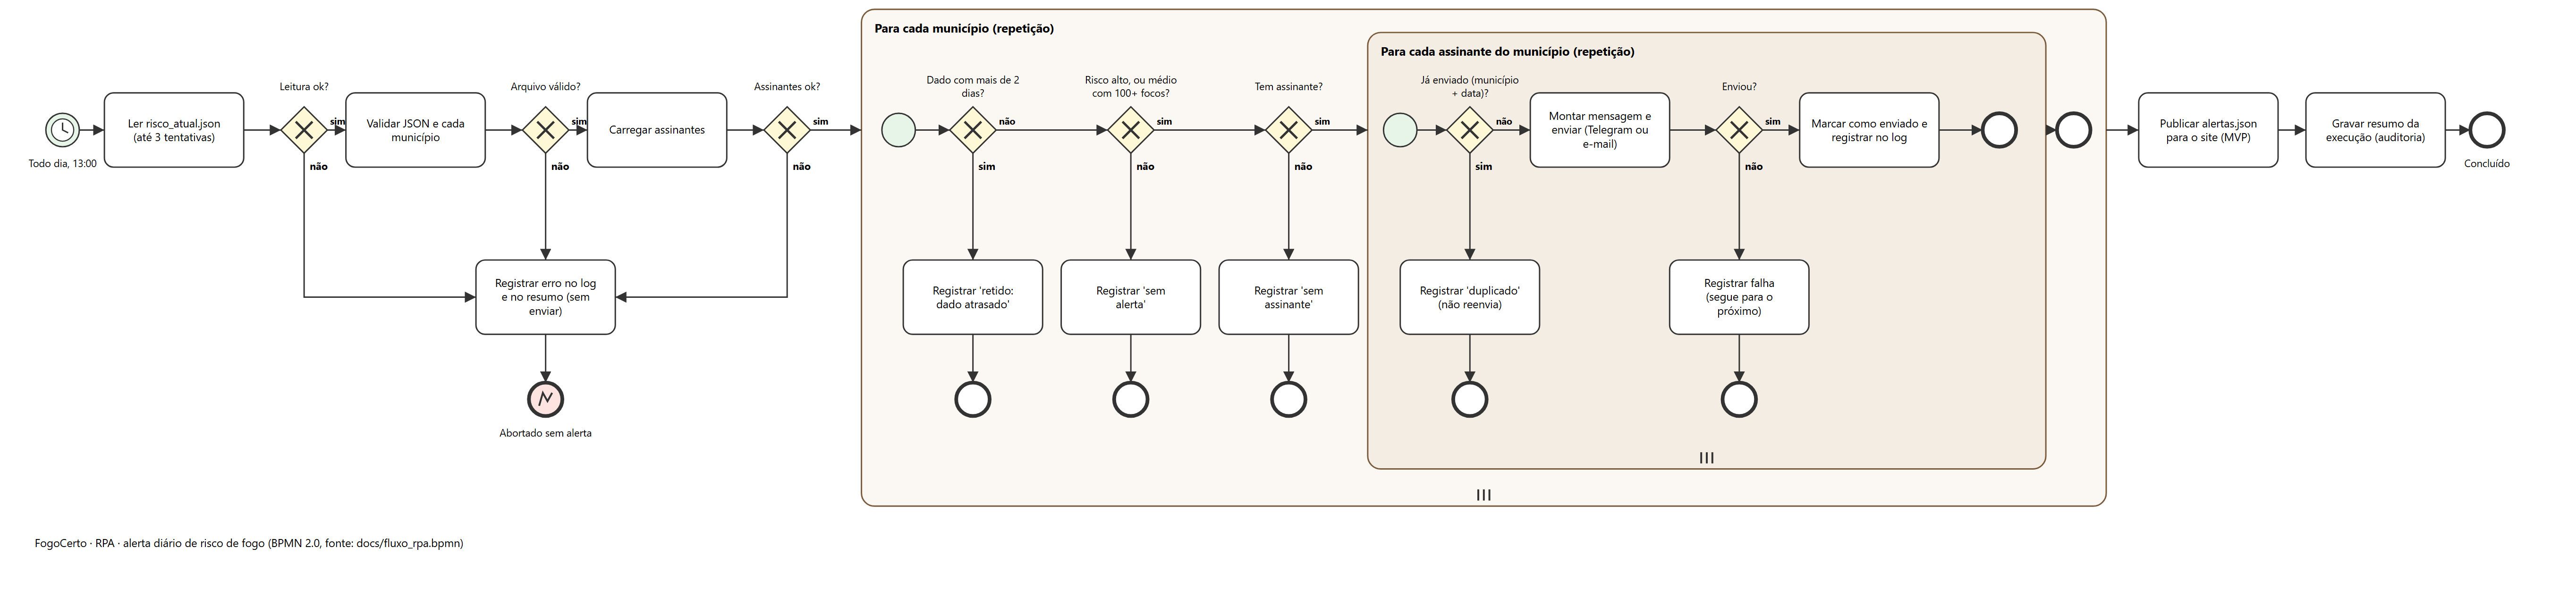 Para cada município (repetição)
Para cada assinante do município (repetição)
Todo dia, 13:00
Ler risco_atual.json
(até 3 tentativas)
Leitura ok?
sim
não
Validar JSON e cada
município
Arquivo válido?
sim
não
Carregar assinantes
Assinantes ok?
sim
não
Registrar erro no log
e no resumo (sem
enviar)
Abortado sem alerta
Dado com mais de 2
dias?
não
sim
Registrar 'retido:
dado atrasado'
Risco alto, ou médio
com 100+ focos?
sim
não
Registrar 'sem
alerta'
Tem assinante?
sim
não
Registrar 'sem
assinante'
Já enviado (município
+ data)?
não
sim
Registrar 'duplicado'
(não reenvia)
Montar mensagem e
enviar (Telegram ou
e-mail)
Enviou?
sim
não
Registrar falha
(segue para o
próximo)
Marcar como enviado e
registrar no log
Publicar alertas.json
para o site (MVP)
Gravar resumo da
execução (auditoria)
Concluído
FogoCerto · RPA · alerta diário de risco de fogo (BPMN 2.0, fonte: docs/fluxo_rpa.bpmn)